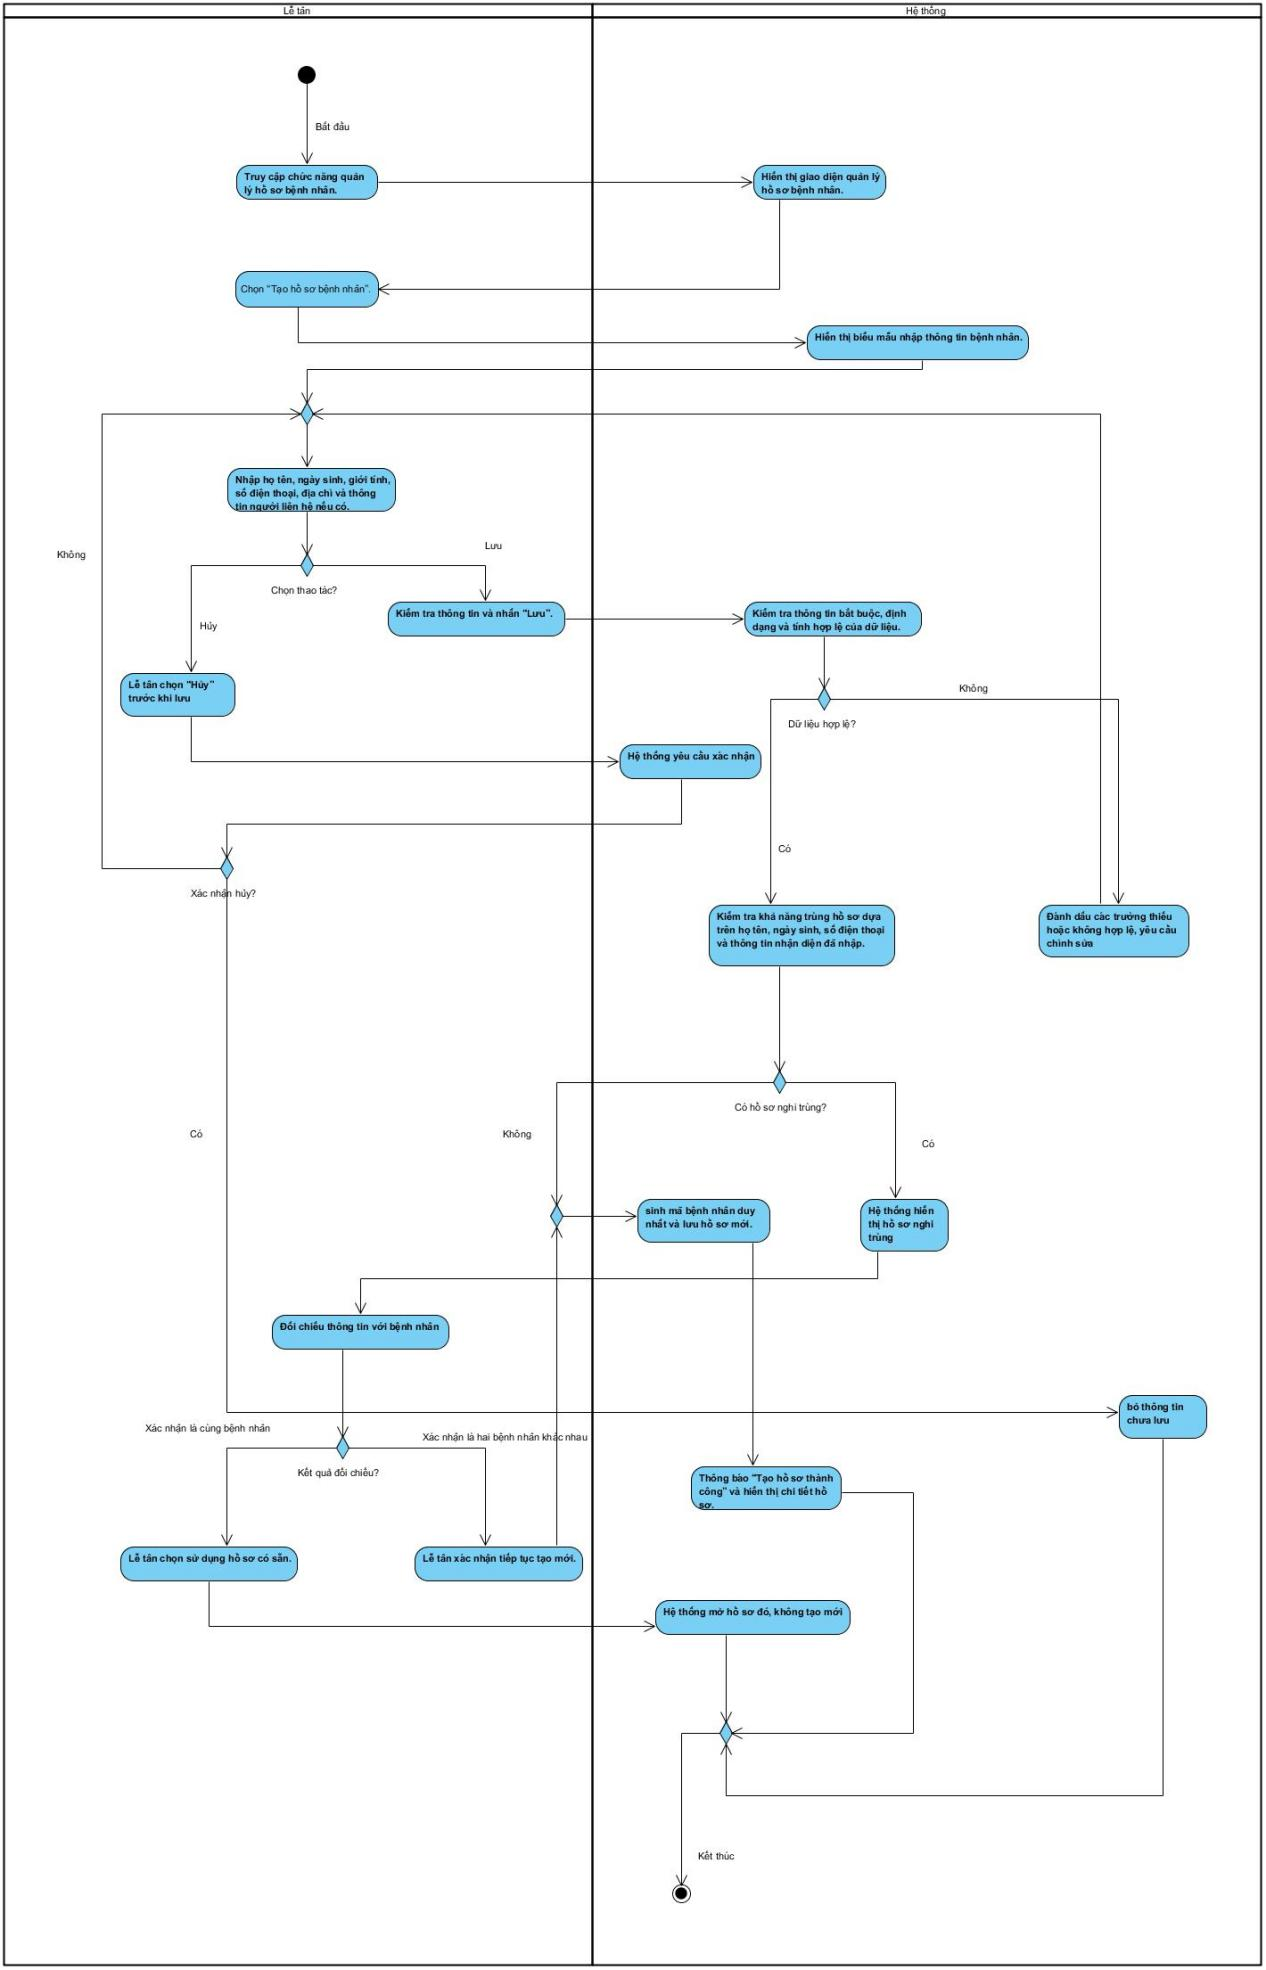 Lễ tân
Hệ thống
Bắt đầu
Truy cập chức năng quản
lý hồ sơ bệnh nhân.
Hiển thị giao diện quản lý
hồ sơ bệnh nhân.
Chọn "Tạo hồ sơ bệnh nhân".
Hiển thị biểu mẫu nhập thông tin bệnh nhân.
Nhập họ tên, ngày sinh, giới tính,
số điện thoại, địa chỉ và thông
tin người liên hệ nếu có.
Không
Lưu
Chọn thao tác?
Kiểm tra thông tin và nhấn "Lưu".
Kiểm tra thông tin bắt buộc, định
dạng và tính hợp lệ của dữ liệu.
Hủy
Lễ tân chọn "Hủy"
trước khi lưu
Không
Dữ liệu hợp lệ?
Hệ thống yêu cầu xác nhận
Có
Xác nhận hủy?
Kiểm tra khả năng trùng hồ sơ dựa
trên họ tên, ngày sinh, số điện thoại
và thông tin nhận diện đã nhập.
Đánh dấu các trường thiếu
hoặc không hợp lệ, yêu cầu
chỉnh sửa
Có hồ sơ nghi trùng?
Có
Không
Có
sinh mã bệnh nhân duy
nhất và lưu hồ sơ mới.
Hệ thống hiển
thị hồ sơ nghi
trùng
Đối chiếu thông tin với bệnh nhân
bỏ thông tin
chưa lưu
Xác nhận là cùng bệnh nhân
Xác nhận là hai bệnh nhân khác nhau
Kết quả đối chiếu?
Thông báo "Tạo hồ sơ thành
công" và hiển thị chi tiết hồ
sơ.
Lễ tân chọn sử dụng hồ sơ có sẵn.
Lễ tân xác nhận tiếp tục tạo mới.
Hệ thống mở hồ sơ đó, không tạo mới
Kết thúc